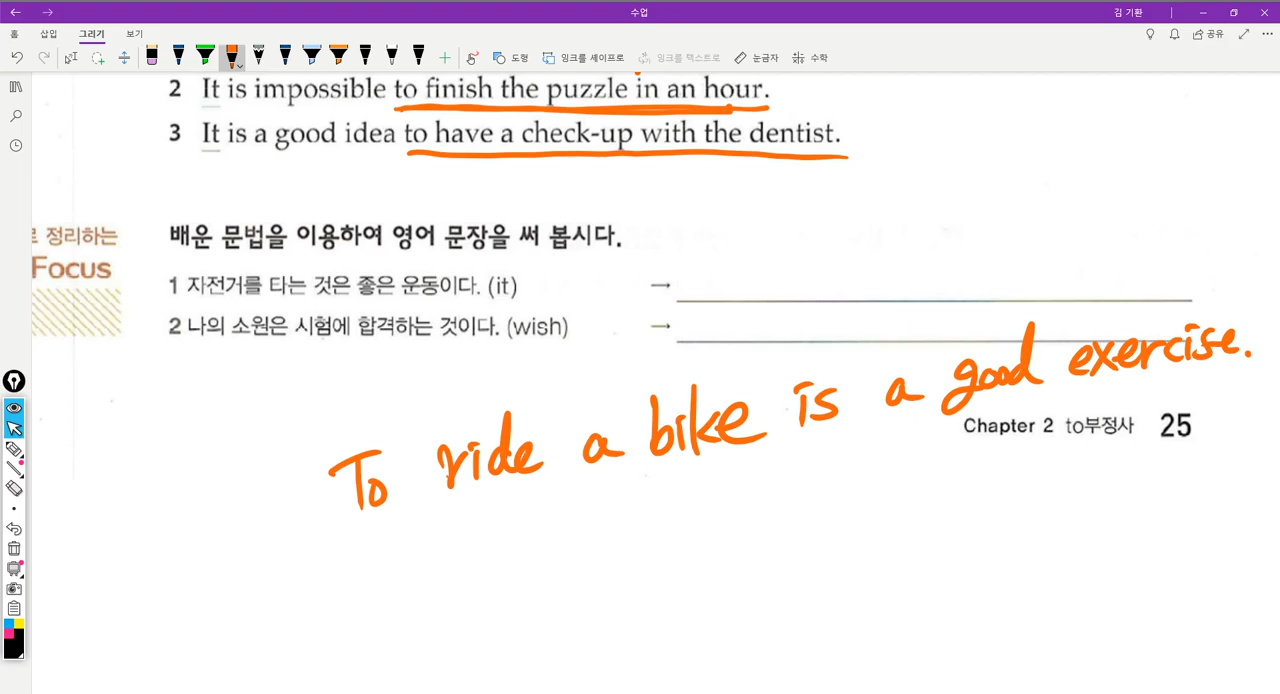 수업
김 기환
홈 삽입 그리기 보기
공유
도형 잉크를 셰이프로 잉크를 텍스트로 눈금자 수학
2 It is impossible to finish the puzzle in an hour.
3 It is a good idea to have a check-up with the dentist.
로 정리하는
Focus
배운 문법을 이용하여 영어 문장을 써 봅시다.
1 자전거를 타는 것은 좋은 운동이다. (it) →
2 나의 소원은 시험에 합격하는 것이다. (wish) →
To ride a bike is a good exercise.
Chapter 2 to부정사 25